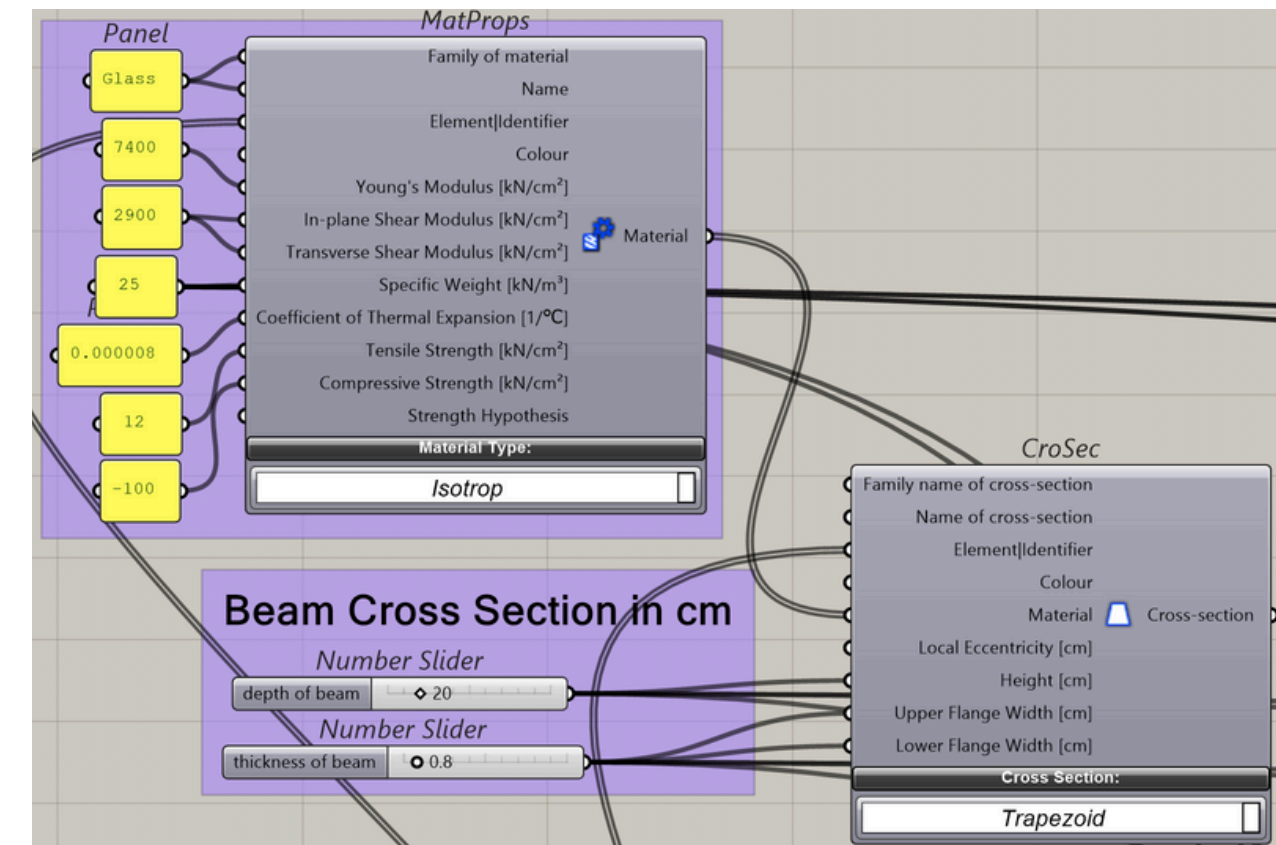 Panel
Glass
7400
2900
25
0.000008
12
-100
MatProps
Family of material
Name
Element|Identifier
Colour
Young's Modulus [kN/cm²]
In-plane Shear Modulus [kN/cm²]
Transverse Shear Modulus [kN/cm²]
Specific Weight [kN/m³]
Coefficient of Thermal Expansion [1/°C]
Tensile Strength [kN/cm²]
Compressive Strength [kN/cm²]
Strength Hypothesis
Material
Material Type:
Isotrop
Beam Cross Section in cm
Number Slider
depth of beam 20
Number Slider
thickness of beam 0.8
CroSec
Family name of cross-section
Name of cross-section
Element|Identifier
Colour
Material
Local Eccentricity [cm]
Height [cm]
Upper Flange Width [cm]
Lower Flange Width [cm]
Cross-section
Cross Section:
Trapezoid